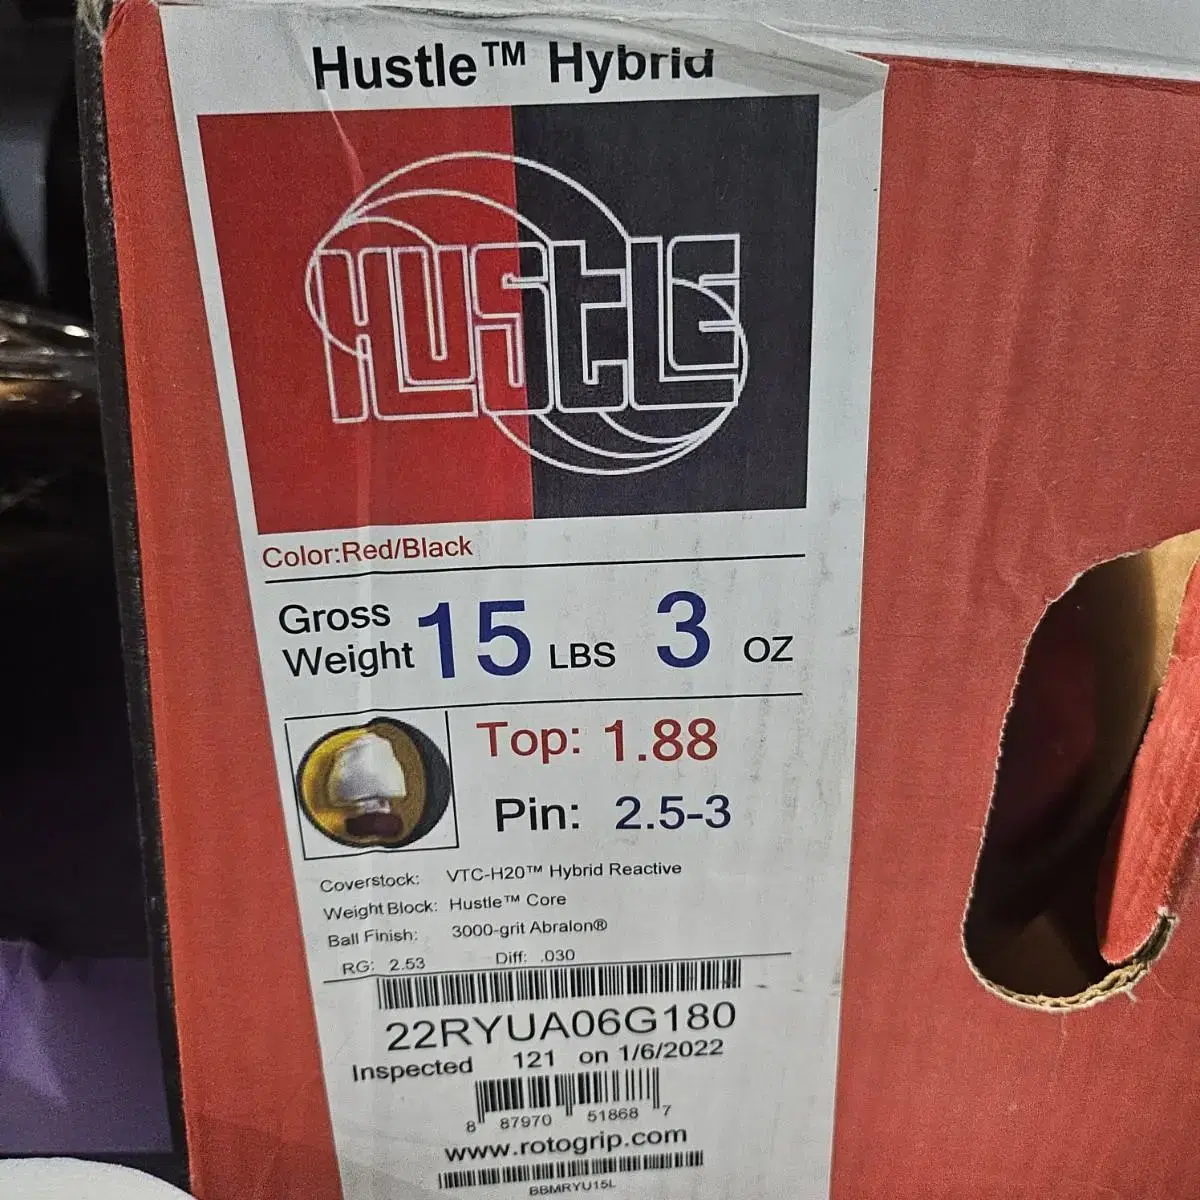 Hustle™ Hybrid
HUSTLE
Color:Red/Black
Gross Weight 15 LBS 3 OZ
Top: 1.88
Pin: 2.5-3
Coverstock: VTC-H20™ Hybrid Reactive
Weight Block: Hustle™ Core
Ball Finish: 3000-grit Abralon®
RG: 2.53 Diff: .030
22RYUA06G180
Inspected 121 on 1/6/2022
8 87970 51868 7
www.rotogrip.com
BBMRYU15L